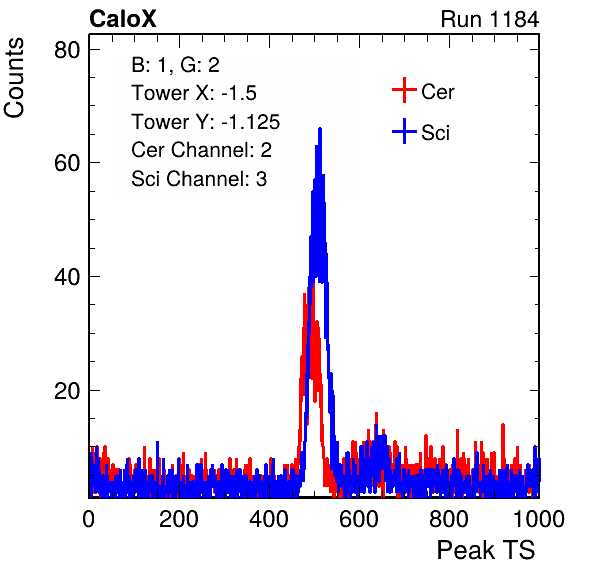 CaloX Run 1184
Counts
B: 1, G: 2
Tower X: -1.5
Tower Y: -1.125
Cer Channel: 2
Sci Channel: 3
Cer
Sci
80
60
40
20
0 200 400 600 800 1000
Peak TS